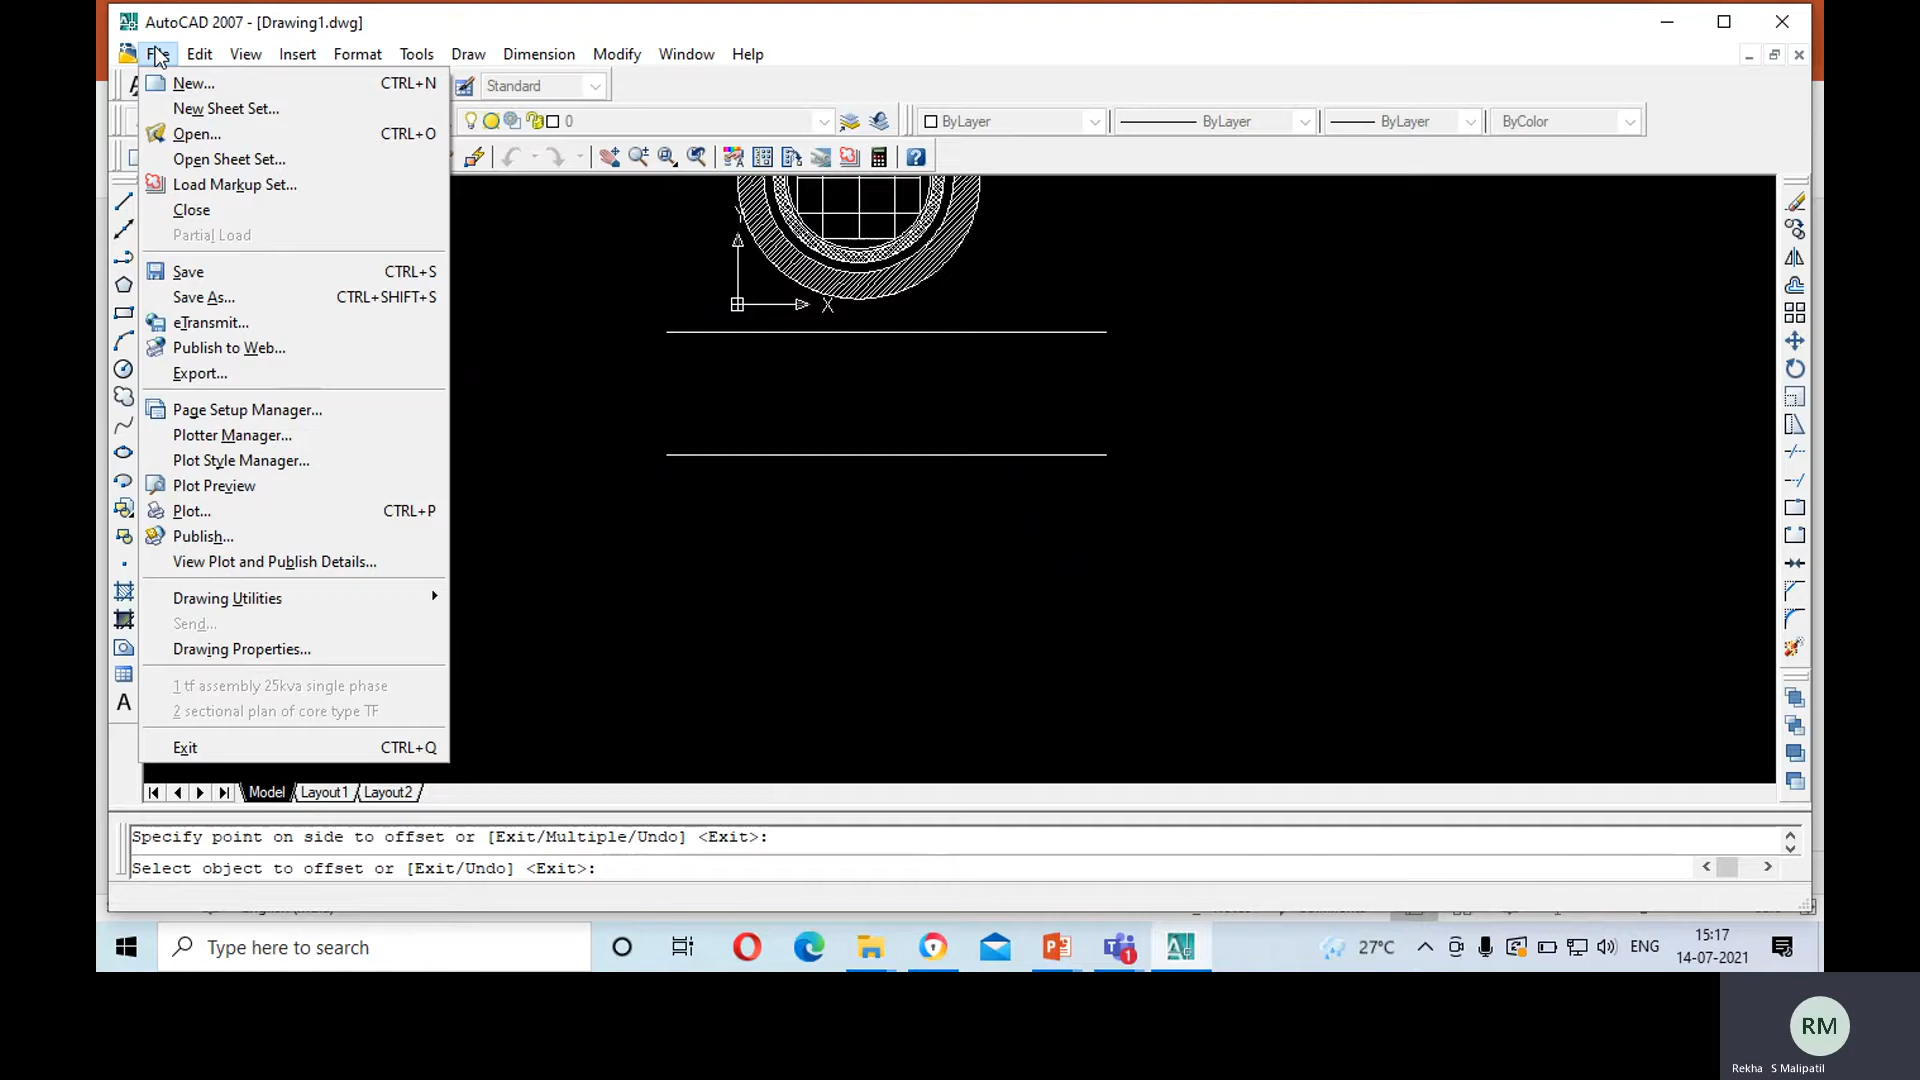 AutoCAD 2007 - [Drawing1.dwg]
File Edit View Insert Format Tools Draw Dimension Modify Window Help
New... CTRL+N
New Sheet Set...
Open... CTRL+O
Open Sheet Set...
Load Markup Set...
Close
Partial Load
Save CTRL+S
Save As... CTRL+SHIFT+S
eTransmit...
Publish to Web...
Export...
Page Setup Manager...
Plotter Manager...
Plot Style Manager...
Plot Preview
Plot... CTRL+P
Publish...
View Plot and Publish Details...
Drawing Utilities
Send...
Drawing Properties...
1 tf assembly 25kva single phase
2 sectional plan of core type TF
Exit CTRL+Q
Standard
0 ByLayer ByLayer ByLayer ByColor
Y
X
A
Model Layout1 Layout2
Specify point on side to offset or [Exit/Multiple/Undo] <Exit>:
Select object to offset or [Exit/Undo] <Exit>:
Type here to search
1
27°C ENG
15:17
14-07-2021
RM
Rekha S Malipatil